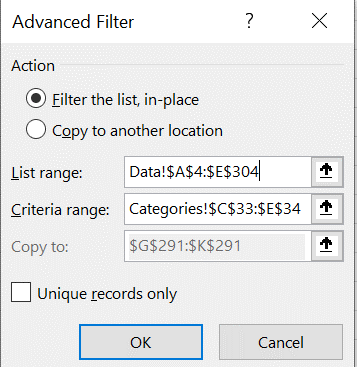 Advanced Filter ? ✕
Action
Filter the list, in-place
Copy to another location
List range: Data!$A$4:$E$304
Criteria range: Categories!$C$33:$E$34
Copy to: $G$291:$K$291
Unique records only
OK Cancel